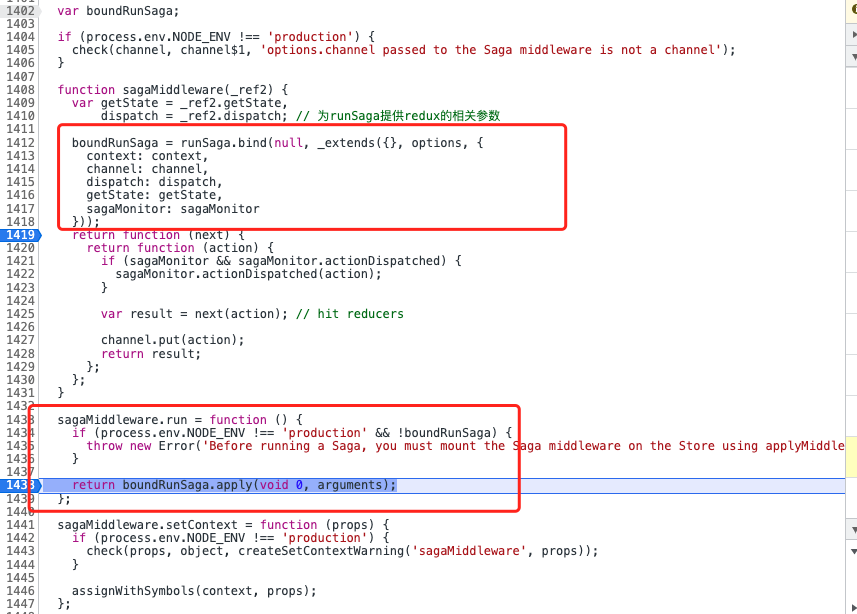 1402 var boundRunSaga;
1403
1404 if (process.env.NODE_ENV !== 'production') {
1405 check(channel, channel$1, 'options.channel passed to the Saga middleware is not a channel');
1406 }
1407
1408 function sagaMiddleware(_ref2) {
1409 var getState = _ref2.getState,
1410 dispatch = _ref2.dispatch; // 为runSaga提供redux的相关参数
1411
1412 boundRunSaga = runSaga.bind(null, _extends({}, options, {
1413 context: context,
1414 channel: channel,
1415 dispatch: dispatch,
1416 getState: getState,
1417 sagaMonitor: sagaMonitor
1418 }));
1419 return function (next) {
1420 return function (action) {
1421 if (sagaMonitor && sagaMonitor.actionDispatched) {
1422 sagaMonitor.actionDispatched(action);
1423 }
1424
1425 var result = next(action); // hit reducers
1426
1427 channel.put(action);
1428 return result;
1429 };
1430 };
1431 }
1432
1433 sagaMiddleware.run = function () {
1434 if (process.env.NODE_ENV !== 'production' && !boundRunSaga) {
1435 throw new Error('Before running a Saga, you must mount the Saga middleware on the Store using applyMiddle
1436 }
1437
1438 return boundRunSaga.apply(void 0, arguments);
1439 };
1440
1441 sagaMiddleware.setContext = function (props) {
1442 if (process.env.NODE_ENV !== 'production') {
1443 check(props, object, createSetContextWarning('sagaMiddleware', props));
1444 }
1445
1446 assignWithSymbols(context, props);
1447 };